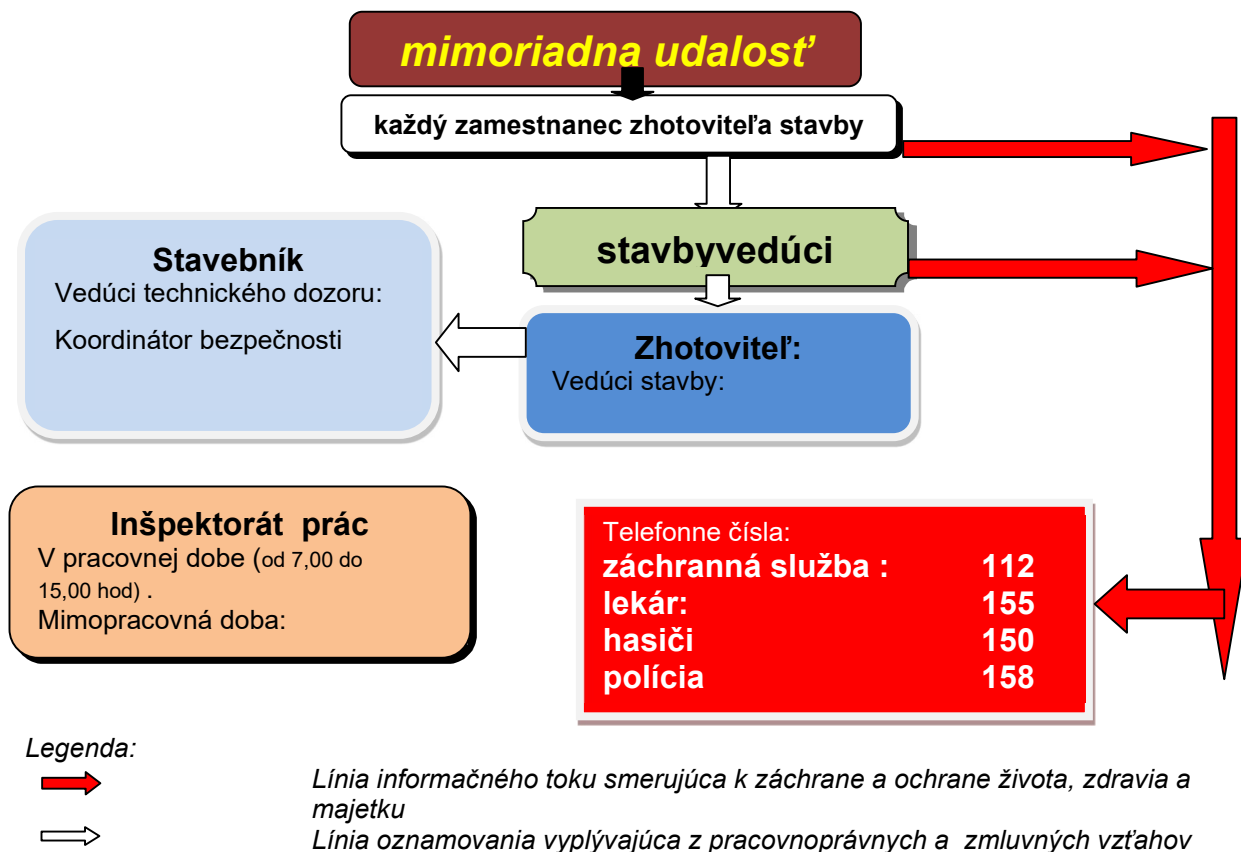 mimoriadna udalosť
každý zamestnanec zhotoviteľa stavby
stavbyvedúci
Stavebník
Vedúci technického dozoru:
Koordinátor bezpečnosti
Zhotoviteľ:
Vedúci stavby:
Inšpektorát  prác
V pracovnej dobe (od 7,00 do
15,00 hod) .
Mimopracovná doba:
Telefonne čísla:
záchranná služba : 112
lekár: 155
hasiči 150
polícia 158
Legenda:
Línia informačného toku smerujúca k záchrane a ochrane života, zdravia a
majetku
Línia oznamovania vyplývajúca z pracovnoprávnych a  zmluvných vzťahov